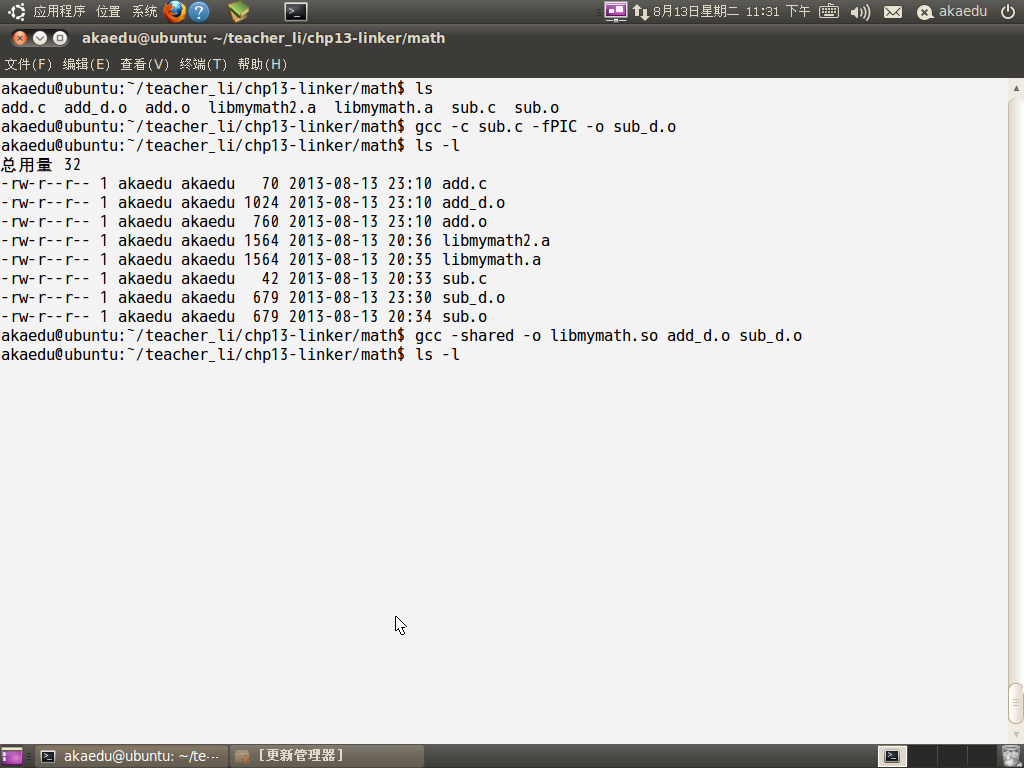 应用程序 位置 系统 8月13日星期二 11:31 下午 akaedu
akaedu@ubuntu: ~/teacher_li/chp13-linker/math
文件(F) 编辑(E) 查看(V) 终端(T) 帮助(H)
akaedu@ubuntu:~/teacher_li/chp13-linker/math$ ls
add.c  add_d.o  add.o  libmymath2.a  libmymath.a  sub.c  sub.o
akaedu@ubuntu:~/teacher_li/chp13-linker/math$ gcc -c sub.c -fPIC -o sub_d.o
akaedu@ubuntu:~/teacher_li/chp13-linker/math$ ls -l
总用量 32
-rw-r--r-- 1 akaedu akaedu   70 2013-08-13 23:10 add.c
-rw-r--r-- 1 akaedu akaedu 1024 2013-08-13 23:10 add_d.o
-rw-r--r-- 1 akaedu akaedu  760 2013-08-13 23:10 add.o
-rw-r--r-- 1 akaedu akaedu 1564 2013-08-13 20:36 libmymath2.a
-rw-r--r-- 1 akaedu akaedu 1564 2013-08-13 20:35 libmymath.a
-rw-r--r-- 1 akaedu akaedu   42 2013-08-13 20:33 sub.c
-rw-r--r-- 1 akaedu akaedu  679 2013-08-13 23:30 sub_d.o
-rw-r--r-- 1 akaedu akaedu  679 2013-08-13 20:34 sub.o
akaedu@ubuntu:~/teacher_li/chp13-linker/math$ gcc -shared -o libmymath.so add_d.o sub_d.o
akaedu@ubuntu:~/teacher_li/chp13-linker/math$ ls -l
akaedu@ubuntu: ~/te··· [更新管理器]